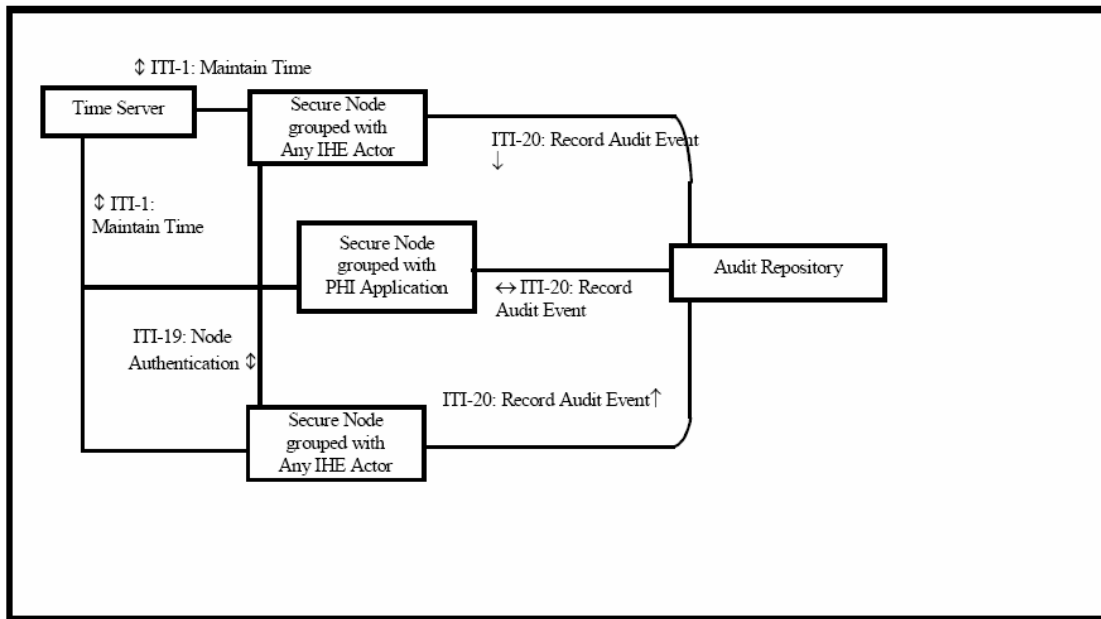 ↕ ITI-1: Maintain Time
Time Server
Secure Node
grouped with
Any IHE Actor
ITI-20: Record Audit Event
↓
↕ ITI-1:
Maintain Time
Secure Node
grouped with
PHI Application
Audit Repository
↔ ITI-20: Record
Audit Event
ITI-19: Node
Authentication ↕
ITI-20: Record Audit Event↑
Secure Node
grouped with
Any IHE Actor